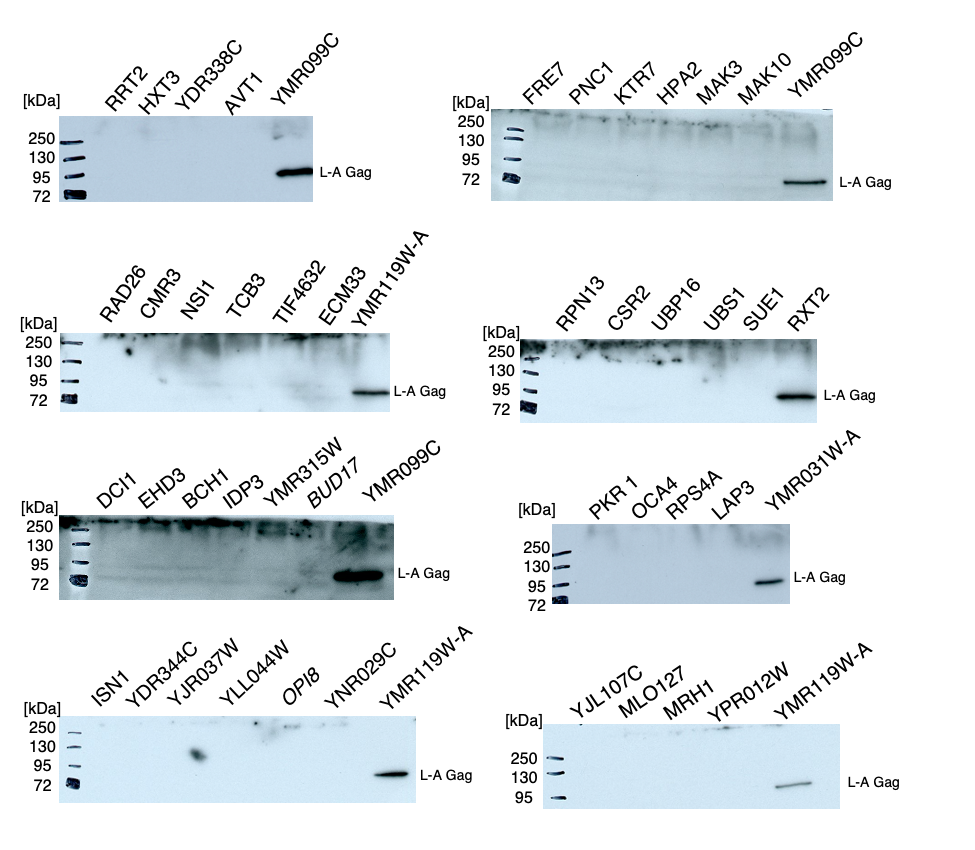 RRT2 HXT3 YDR338C AVT1 YMR099C
[kDa]
250
130
95
72
L-A Gag
FRE7 PNC1 KTR7 HPA2 MAK3 MAK10 YMR099C
[kDa]
250
130
95
72
L-A Gag
RAD26 CMR3 NSI1 TCB3 TIF4632 ECM33 YMR119W-A
[kDa]
250
130
95
72
L-A Gag
RPN13 CSR2 UBP16 UBS1 SUE1 RXT2
[kDa]
250
130
95
72
L-A Gag
DCI1 EHD3 BCH1 IDP3 YMR315W BUD17 YMR099C
[kDa]
250
130
95
72
L-A Gag
PKR 1 OCA4 RPS4A LAP3 YMR031W-A
[kDa]
250
130
95
72
L-A Gag
ISN1 YDR344C YJR037W YLL044W OPI8 YNR029C YMR119W-A
[kDa]
250
130
95
72
L-A Gag
YJL107C MLO127 MRH1 YPR012W YMR119W-A
[kDa]
250
130
95
L-A Gag